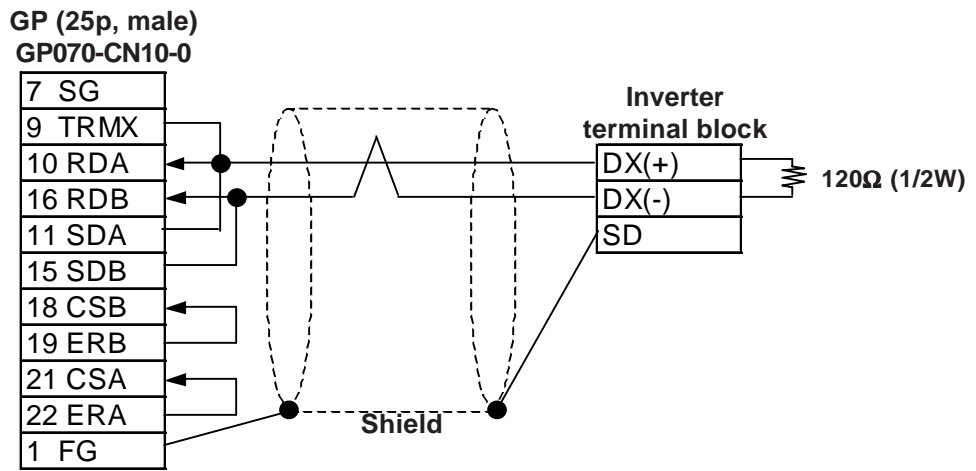 GP (25p, male)
GP070-CN10-0
7 SG
9 TRMX
10 RDA
16 RDB
11 SDA
15 SDB
18 CSB
19 ERB
21 CSA
22 ERA
1 FG
Shield
Inverter
terminal block
DX(+)
DX(-)
SD
120Ω (1/2W)